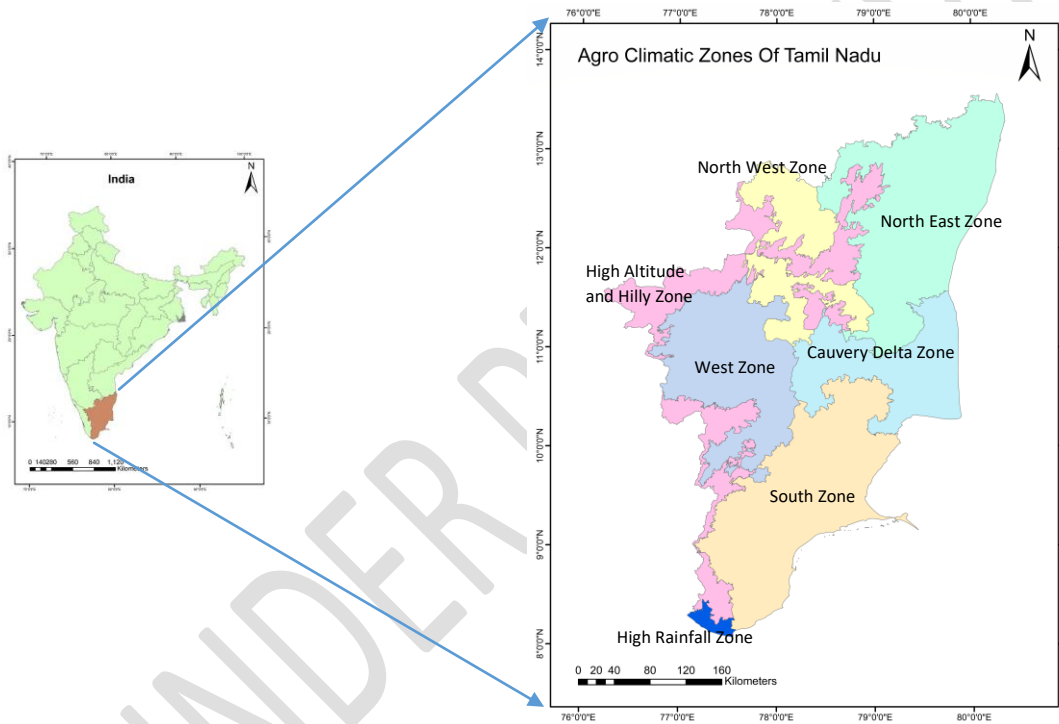 76°0'0"E 77°0'0"E 78°0'0"E 79°0'0"E 80°0'0"E
14°0'0"N
13°0'0"N
12°0'0"N
11°0'0"N
10°0'0"N
9°0'0"N
8°0'0"N
Agro Climatic Zones Of Tamil Nadu
N
North West Zone
North East Zone
High Altitude
and Hilly Zone
Cauvery Delta Zone
West Zone
South Zone
High Rainfall Zone
0 20 40 80 120 160
Kilometers
76°0'0"E 77°0'0"E 78°0'0"E 79°0'0"E 80°0'0"E
India
N
0 140280 560 840 1,120
Kilometers
UNDER